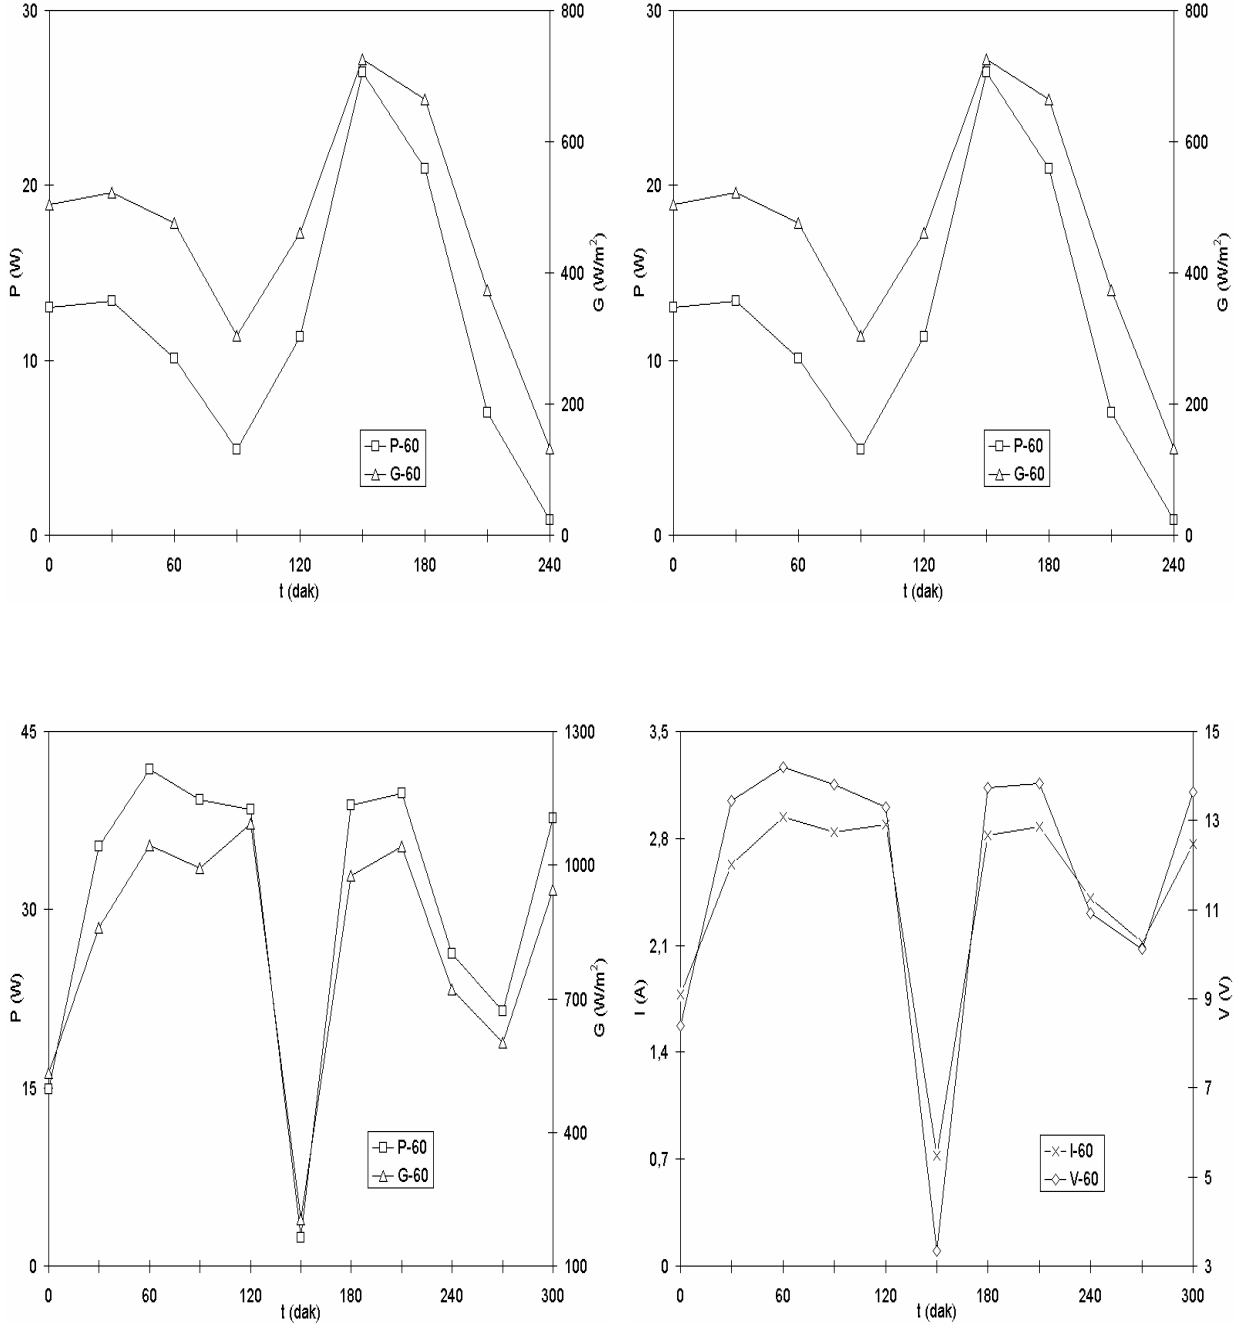 30
20
10
0
P (W)
800
600
400
200
0
G (W/m²)
P-60
G-60
0 60 120 180 240
t (dak)
30
20
10
0
P (W)
800
600
400
200
0
G (W/m²)
P-60
G-60
0 60 120 180 240
t (dak)
45
30
15
0
P (W)
1300
1000
700
400
100
G (W/m²)
P-60
G-60
0 60 120 180 240 300
t (dak)
3,5
2,8
2,1
1,4
0,7
0
I (A)
15
13
11
9
7
5
3
V (V)
I-60
V-60
0 60 120 180 240 300
t (dak)